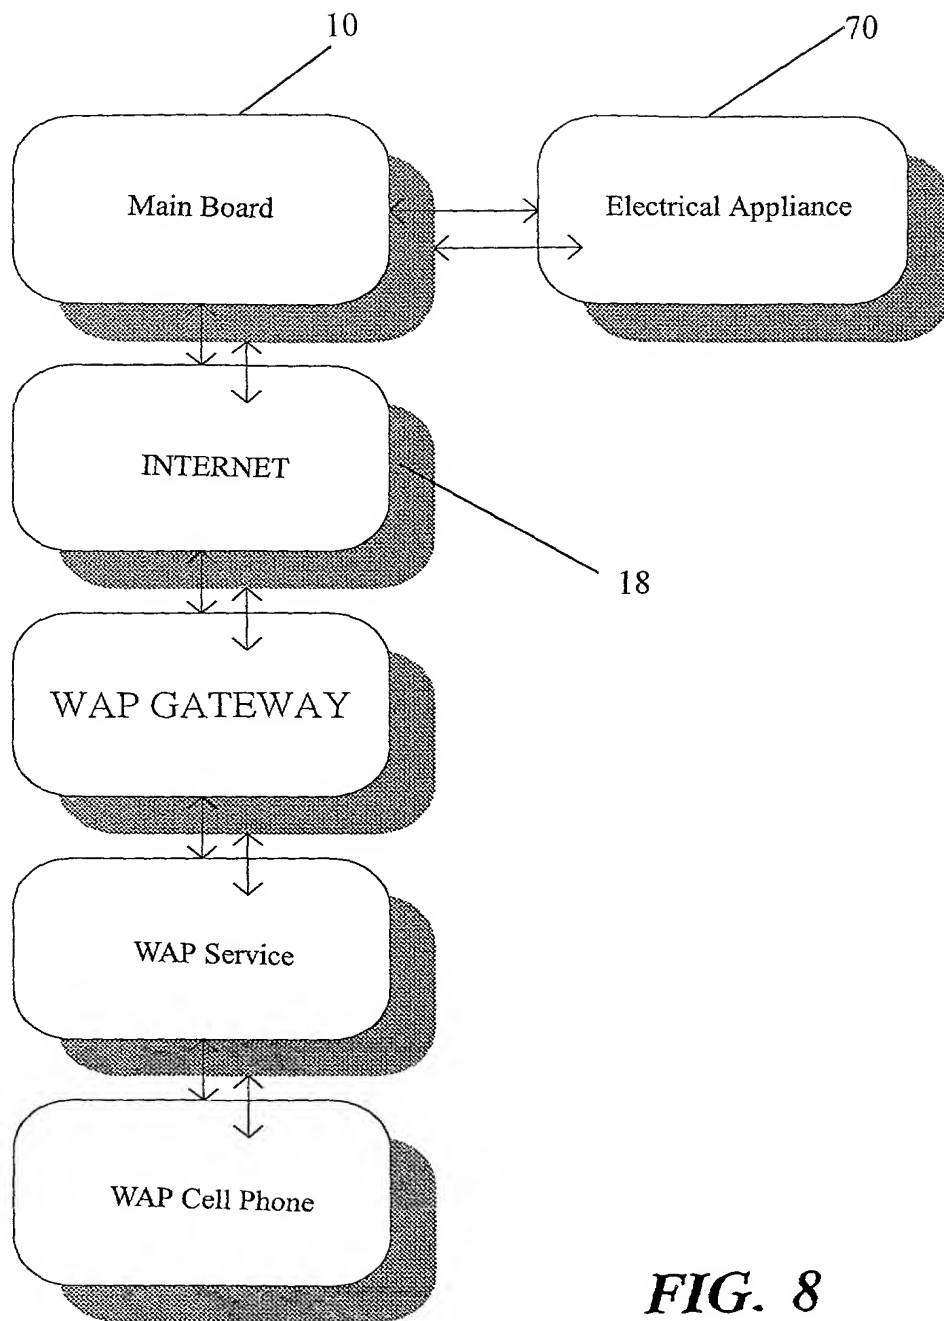 10
70
Main Board
Electrical Appliance
INTERNET
18
WAP GATEWAY
WAP Service
WAP Cell Phone
FIG. 8